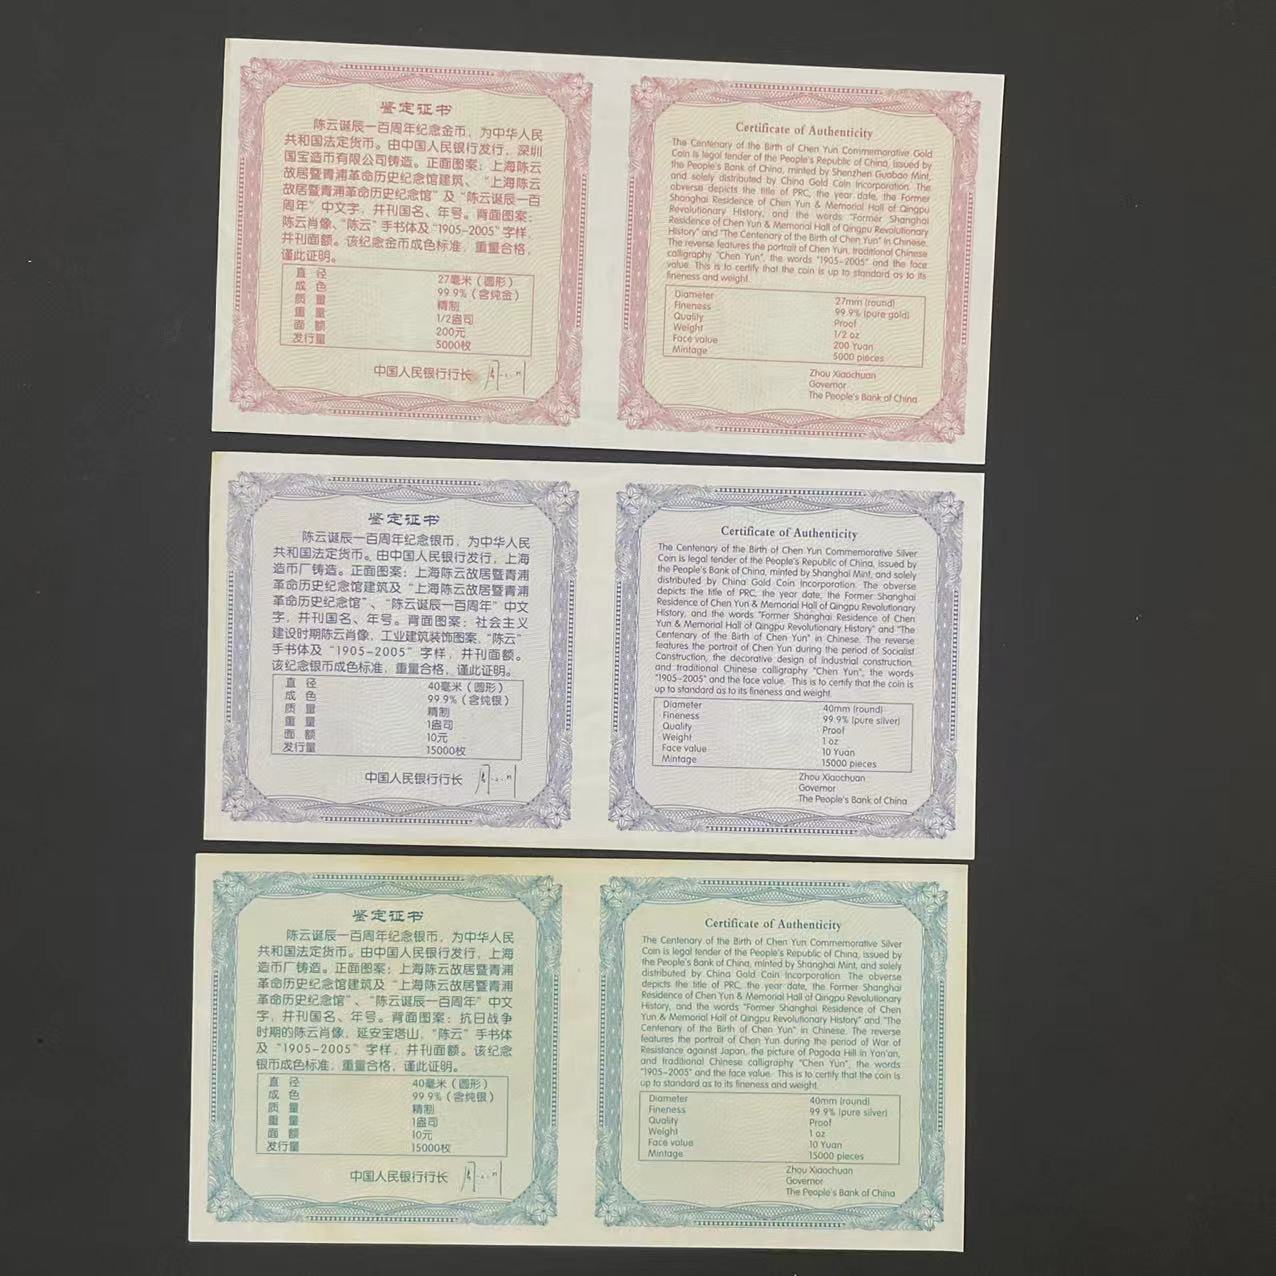 鉴定证书
陈云诞辰一百周年纪念金币，为中华人民
共和国法定货币。由中国人民银行发行，深圳
国宝造币有限公司铸造。正面图案：上海陈云
故居暨青浦革命历史纪念馆建筑、“上海陈云
故居暨青浦革命历史纪念馆”及“陈云诞辰一百
周年”中文字，并刊国名、年号。背面图案：
陈云肖像、“陈云”手书体及“1905-2005”字样，
并刊面额。该纪念金币成色标准，重量合格，
谨此证明。
直 径 27毫米（圆形）
成 色 99.9%（含纯金）
质 量 精制
重 量 1/2盎司
面 额 200元
发行量 5000枚
中国人民银行行长
Certificate of Authenticity
The Centenary of the Birth of Chen Yun Commemorative Gold
Coin is legal tender of the People's Republic of China, issued by
the People's Bank of China, minted by Shenzhen Guobao Mint,
and solely distributed by China Gold Coin Incorporation. The
obverse depicts the title of PRC, the year date, the Former
Shanghai Residence of Chen Yun & Memorial Hall of Qingpu
Revolutionary History, and the words "Former Shanghai
Residence of Chen Yun & Memorial Hall of Qingpu Revolutionary
History" and "The Centenary of the Birth of Chen Yun" in Chinese.
The reverse features the portrait of Chen Yun, traditional Chinese
calligraphy "Chen Yun", the words "1905-2005" and the face
value. This is to certify that the coin is up to standard as to its
fineness and weight.
Diameter 27mm (round)
Fineness 99.9% (pure gold)
Quality Proof
Weight 1/2 oz
Face value 200 Yuan
Mintage 5000 pieces
Zhou Xiaochuan
Governor
The People's Bank of China
鉴定证书
陈云诞辰一百周年纪念银币，为中华人民
共和国法定货币。由中国人民银行发行，上海
造币厂铸造。正面图案：上海陈云故居暨青浦
革命历史纪念馆建筑及“上海陈云故居暨青浦
革命历史纪念馆”、“陈云诞辰一百周年”中文
字，并刊国名、年号。背面图案：社会主义
建设时期陈云肖像，工业建筑装饰图案，“陈云”
手书体及“1905-2005”字样，并刊面额。
该纪念银币成色标准，重量合格，谨此证明。
直 径 40毫米（圆形）
成 色 99.9%（含纯银）
质 量 精制
重 量 1盎司
面 额 10元
发行量 15000枚
中国人民银行行长
Certificate of Authenticity
The Centenary of the Birth of Chen Yun Commemorative Silver
Coin is legal tender of the People's Republic of China, issued by
the People's Bank of China, minted by Shanghai Mint, and solely
distributed by China Gold Coin Incorporation. The obverse
depicts the title of PRC, the year date, the Former Shanghai
Residence of Chen Yun & Memorial Hall of Qingpu Revolutionary
History, and the words "Former Shanghai Residence of Chen
Yun & Memorial Hall of Qingpu Revolutionary History" and "The
Centenary of the Birth of Chen Yun" in Chinese. The reverse
features the portrait of Chen Yun during the period of Socialist
Construction, the decorative design of industrial construction,
and traditional Chinese calligraphy "Chen Yun", the words
"1905-2005" and the face value. This is to certify that the coin is
up to standard as to its fineness and weight.
Diameter 40mm (round)
Fineness 99.9% (pure silver)
Quality Proof
Weight 1 oz
Face value 10 Yuan
Mintage 15000 pieces
Zhou Xiaochuan
Governor
The People's Bank of China
鉴定证书
陈云诞辰一百周年纪念银币，为中华人民
共和国法定货币。由中国人民银行发行，上海
造币厂铸造。正面图案：上海陈云故居暨青浦
革命历史纪念馆建筑及“上海陈云故居暨青浦
革命历史纪念馆”、“陈云诞辰一百周年”中文
字，并刊国名、年号。背面图案：抗日战争
时期的陈云肖像，延安宝塔山，“陈云”手书体
及“1905-2005”字样，并刊面额。该纪念
银币成色标准，重量合格，谨此证明。
直 径 40毫米（圆形）
成 色 99.9%（含纯银）
质 量 精制
重 量 1盎司
面 额 10元
发行量 15000枚
中国人民银行行长
Certificate of Authenticity
The Centenary of the Birth of Chen Yun Commemorative Silver
Coin is legal tender of the People's Republic of China, issued by
the People's Bank of China, minted by Shanghai Mint, and solely
distributed by China Gold Coin Incorporation. The obverse
depicts the title of PRC, the year date, the Former Shanghai
Residence of Chen Yun & Memorial Hall of Qingpu Revolutionary
History, and the words "Former Shanghai Residence of Chen
Yun & Memorial Hall of Qingpu Revolutionary History" and "The
Centenary of the Birth of Chen Yun" in Chinese. The reverse
features the portrait of Chen Yun during the period of War of
Resistance against Japan, the picture of Pagoda Hill in Yan'an,
and traditional Chinese calligraphy "Chen Yun", the words
"1905-2005" and the face value. This is to certify that the coin is
up to standard as to its fineness and weight.
Diameter 40mm (round)
Fineness 99.9% (pure silver)
Quality Proof
Weight 1 oz
Face value 10 Yuan
Mintage 15000 pieces
Zhou Xiaochuan
Governor
The People's Bank of China